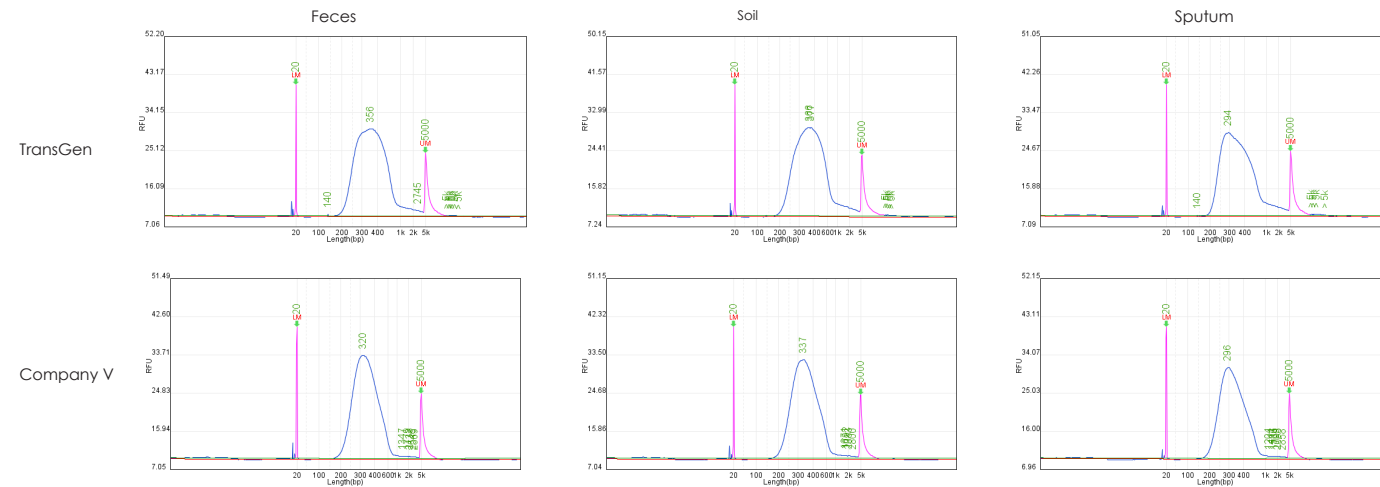 Feces
Soil
Sputum
TransGen
52.20
43.17
34.15
25.12
16.09
7.06
RFU
20
LM
140
356
2745
5000
UM
> 5k
20 100 200 300 400 1k 2k 5k
Length(bp)
50.15
41.57
32.99
24.41
15.82
7.24
RFU
20
LM
377
5000
UM
20 100 200 300 400 600 1k 2k 5k
Length(bp)
51.05
42.26
33.47
24.67
15.88
7.09
RFU
20
LM
140
294
5000
UM
> 5k
20 100 200 300 400 1k 2k 5k
Length(bp)
Company V
51.49
42.60
33.71
24.83
15.94
7.05
RFU
20
LM
320
5000
UM
20 100 200 300 400 600 1k 2k 5k
Length(bp)
51.15
42.32
33.50
24.68
15.86
7.04
RFU
20
LM
337
5000
UM
20 100 200 300 400 600 1k 2k 5k
Length(bp)
52.15
43.11
34.07
25.03
16.00
6.96
RFU
20
LM
296
5000
UM
20 100 200 300 400 1k 2k 5k
Length(bp)